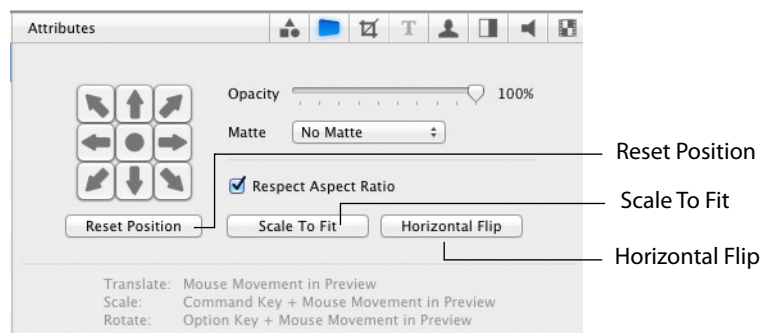 Attributes
T
Opacity 100%
Matte No Matte
Reset Position
Respect Aspect Ratio
Scale To Fit
Reset Position Scale To Fit Horizontal Flip
Horizontal Flip
Translate: Mouse Movement in Preview
Scale: Command Key + Mouse Movement in Preview
Rotate: Option Key + Mouse Movement in Preview